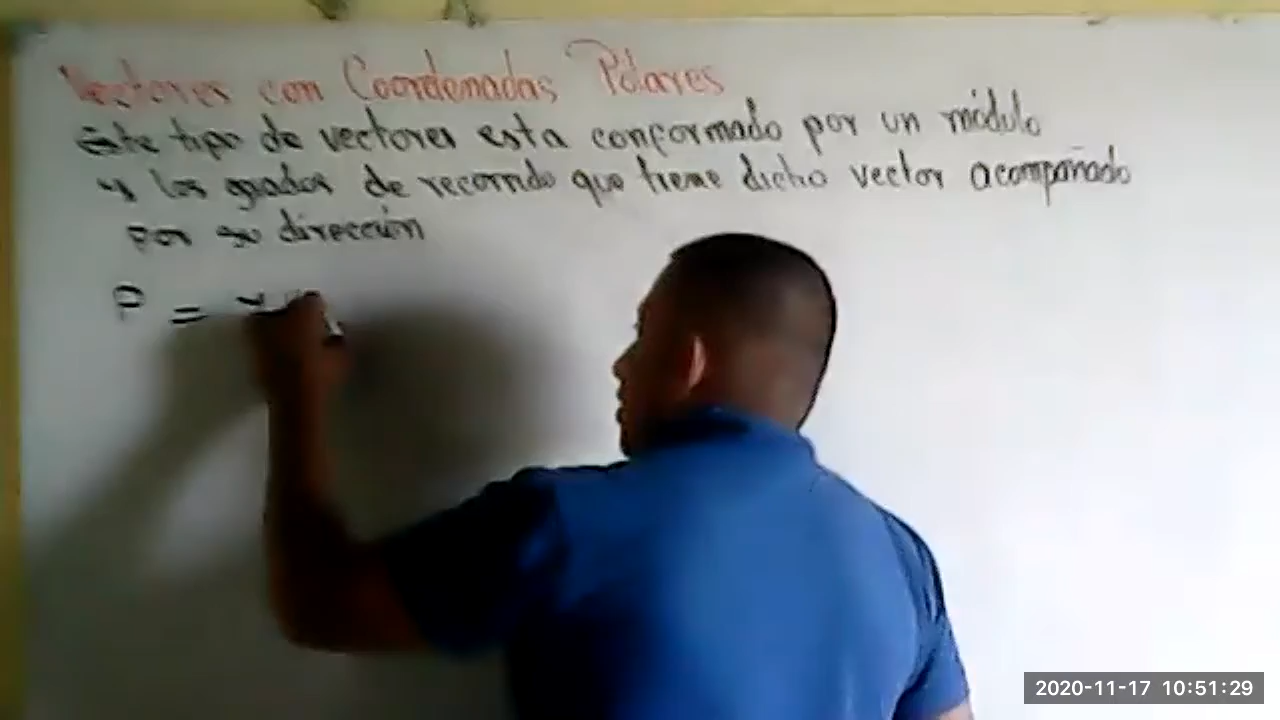 Vectores con Coordenadas Polares
Este tipo de vectores esta conformado por un módulo
y los grados de recorrido que tiene dicho vector acompañado
por su dirección
P =
2020-11-17 10:51:29